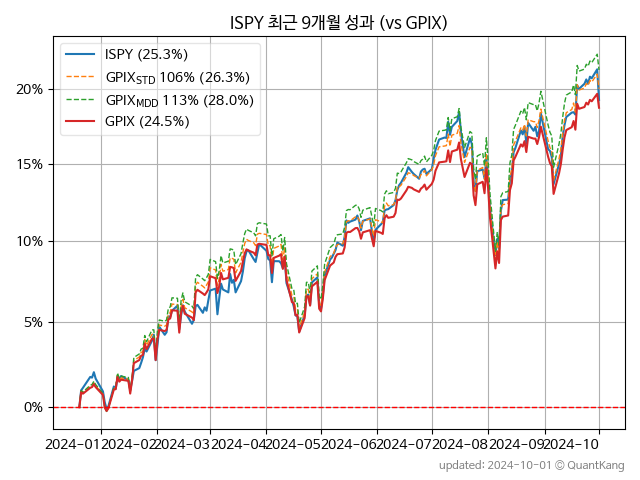 ISPY 최근 9개월 성과 (vs GPIX)
ISPY (25.3%)
GPIXSTD 106% (26.3%)
GPIXMDD 113% (28.0%)
GPIX (24.5%)
20%
15%
10%
5%
0%
2024-01 2024-02 2024-03 2024-04 2024-05 2024-06 2024-07 2024-08 2024-09 2024-10
updated: 2024-10-01 © QuantKang